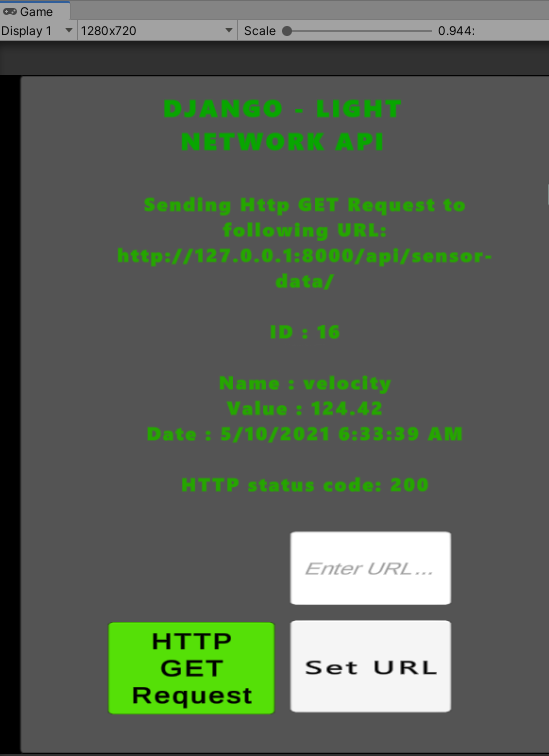 Game
Display 1 1280x720 Scale 0.944:
DJANGO - LIGHT
NETWORK API
Sending Http GET Request to
following URL:
http://127.0.0.1:8000/api/sensor-
data/
ID : 16
Name : velocity
Value : 124.42
Date : 5/10/2021 6:33:39 AM
HTTP status code: 200
Enter URL...
HTTP
GET
Request
Set URL